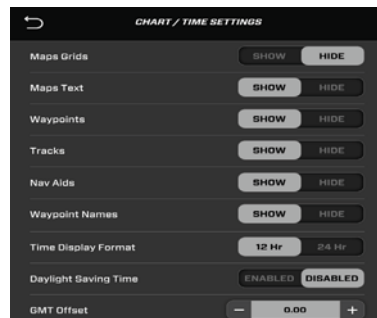 CHART / TIME SETTINGS
Maps Grids SHOW HIDE
Maps Text SHOW HIDE
Waypoints SHOW HIDE
Tracks SHOW HIDE
Nav Aids SHOW HIDE
Waypoint Names SHOW HIDE
Time Display Format 12 Hr 24 Hr
Daylight Saving Time ENABLED DISABLED
GMT Offset − 0.00 +